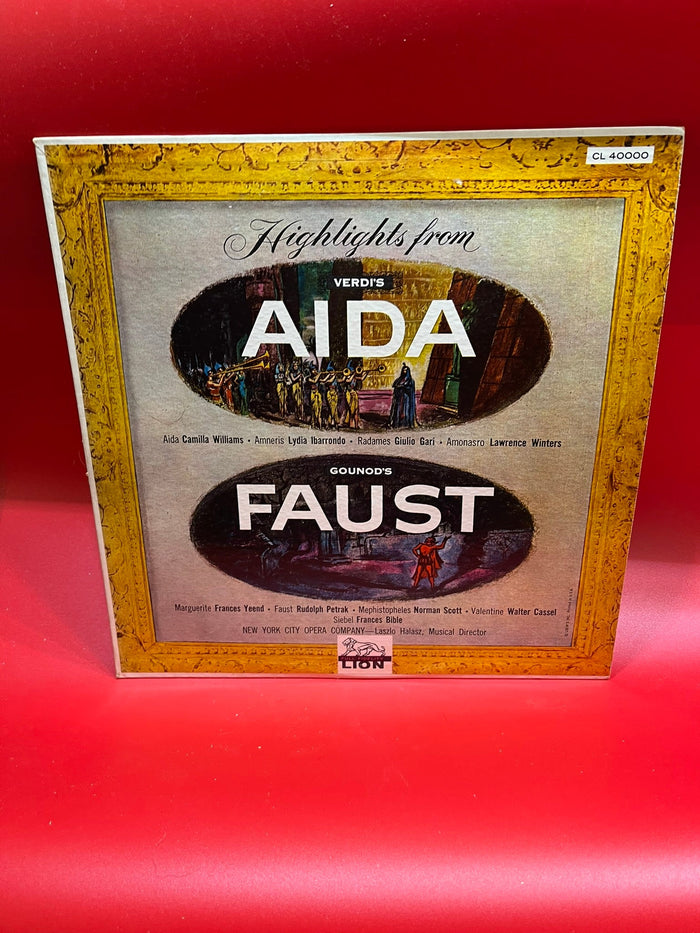 CL 40000
Highlights from
VERDI'S
AIDA
Aida Camilla Williams • Amneris Lydia Ibarrondo • Radames Giulio Gari • Amonasro Lawrence Winters
GOUNOD'S
FAUST
Marguerite Frances Yeend • Faust Rudolph Petrak • Mephistopheles Norman Scott • Valentine Walter Cassel
Siebel Frances Bible
NEW YORK CITY OPERA COMPANY—Laszlo Halasz, Musical Director
LION